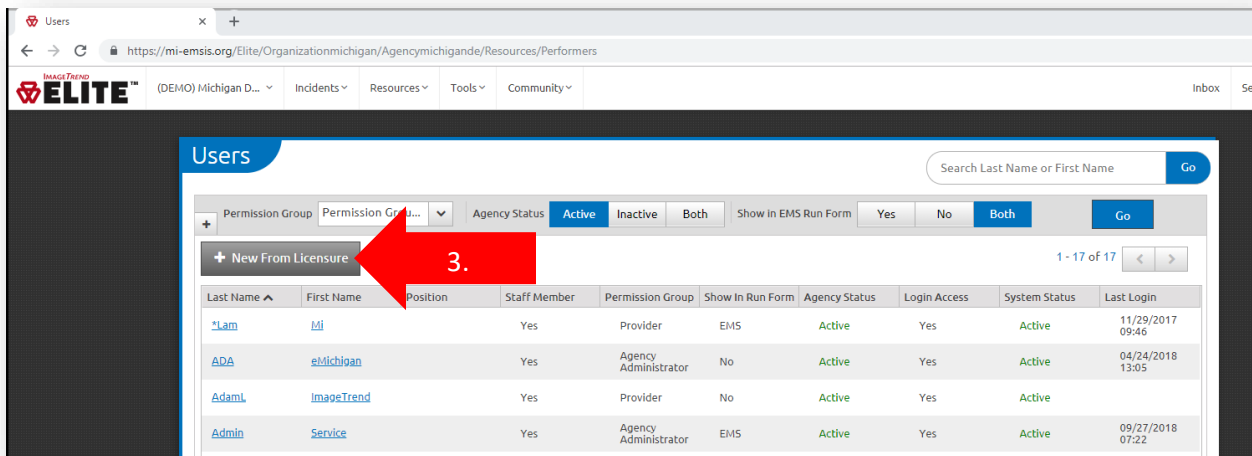 Users
https://mi-emsis.org/Elite/Organizationmichigan/Agencymichigande/Resources/Performers
IMAGETREND
ELITE™ (DEMO) Michigan D... Incidents Resources Tools Community Inbox Se
Users
Search Last Name or First Name Go
+ Permission Group Permission Grou... Agency Status Active Inactive Both Show in EMS Run Form Yes No Both Go
+ New From Licensure 3. 1 - 17 of 17 < >
Last Name First Name Position Staff Member Permission Group Show In Run Form Agency Status Login Access System Status Last Login
*Lam Mi Yes Provider EMS Active Yes Active 11/29/2017
09:46
ADA eMichigan Yes Agency
Administrator No Active Yes Active 04/24/2018
13:05
AdamL ImageTrend Yes Provider No Active Yes Active
Admin Service Yes Agency
Administrator EMS Active Yes Active 09/27/2018
07:22